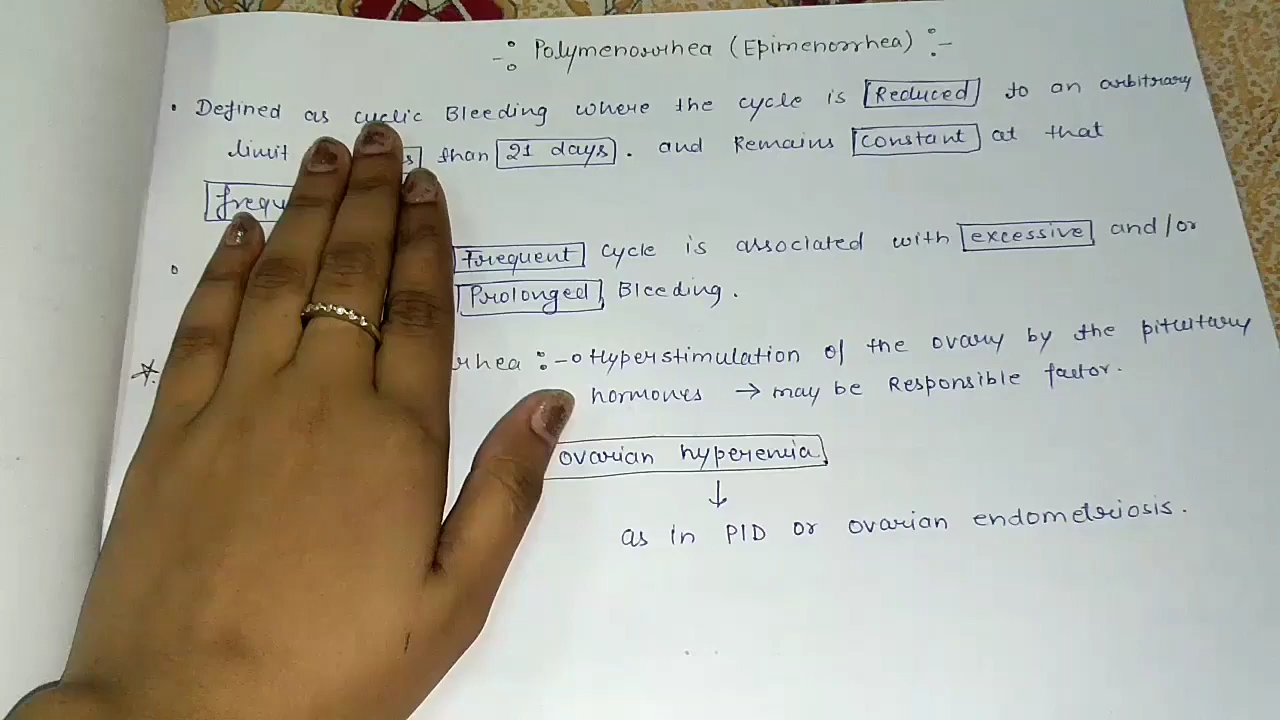 -: Polymenorrhea (Epimenorrhea) :-
• Defined as cyclic Bleeding where the cycle is Reduced to an arbitrary
limit than 21 days. and Remains constant at that
Frequent cycle is associated with excessive and/or
Prolonged Bleeding.
:- Hyperstimulation of the ovary by the pituitary
hormones → may be Responsible factor.
ovarian hyperemia
↓
as in PID or ovarian endometriosis.